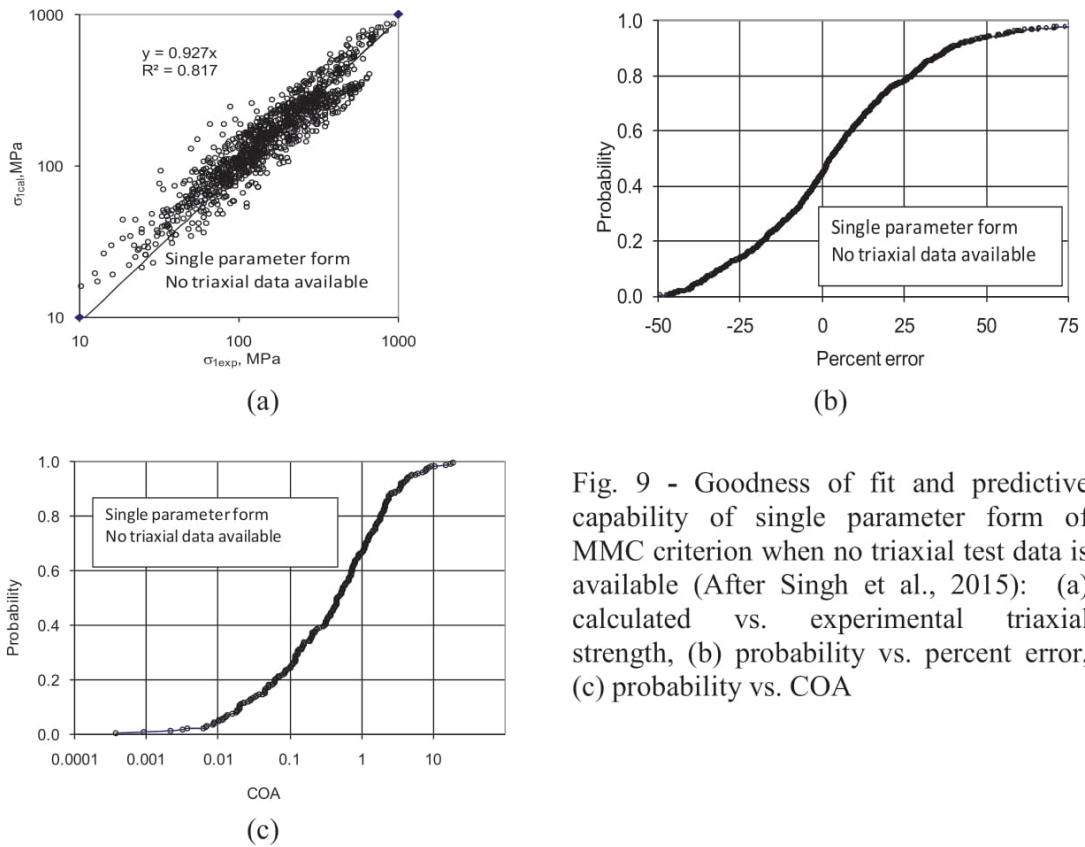 1000
y = 0.927x
R² = 0.817
σ1cal,MPa
100
Single parameter form
No triaxial data available
10
10
100
1000
σ1exp, MPa
(a)
1.0
0.8
Probability
0.6
0.4
Single parameter form
0.2
No triaxial data available
0.0
-50
-25
0
25
50
75
Percent error
(b)
1.0
Single parameter form
0.8
No triaxial data available
0.6
Probability
0.4
0.2
0.0
0.0001
0.001
0.01
0.1
1
10
COA
(c)
Fig. 9 - Goodness of fit and predictive
capability of single parameter form of
MMC criterion when no triaxial test data is
available (After Singh et al., 2015): (a)
calculated vs. experimental triaxial
strength, (b) probability vs. percent error,
(c) probability vs. COA